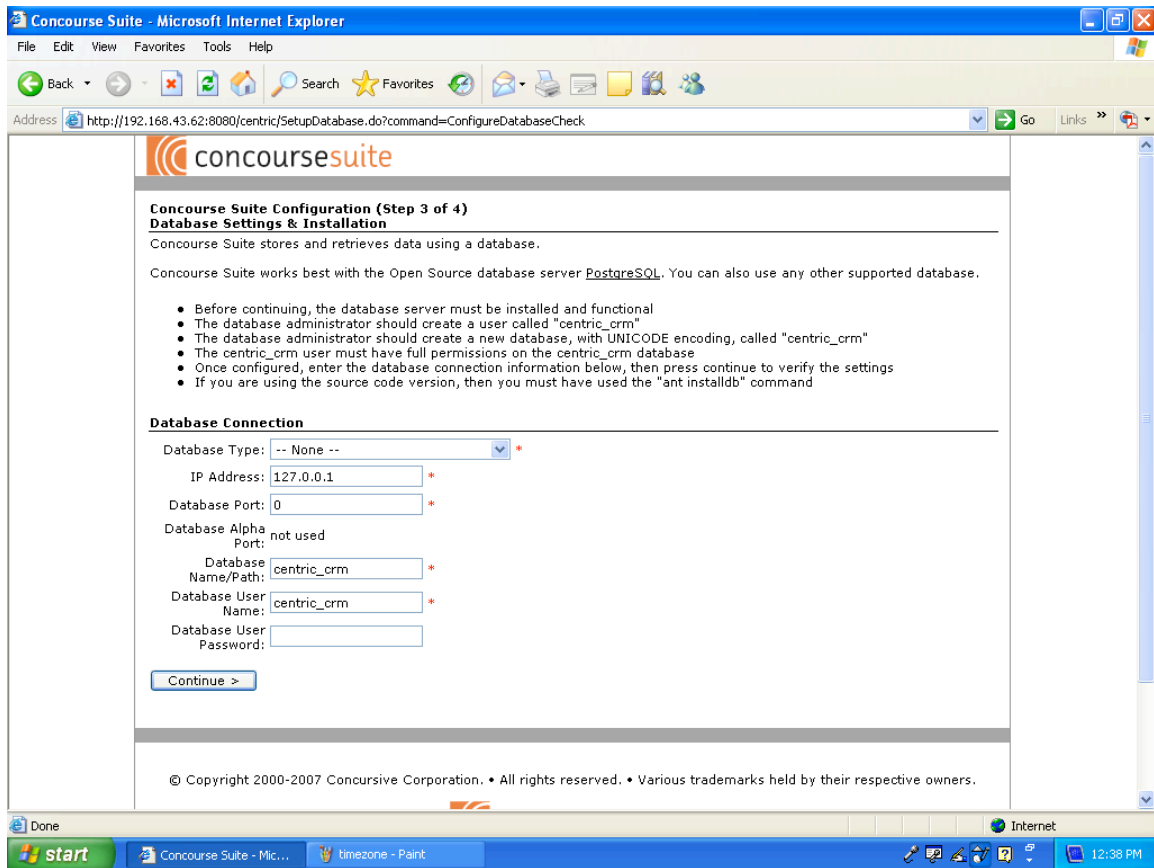 Concourse Suite - Microsoft Internet Explorer
File Edit View Favorites Tools Help
Back Search Favorites
Address http://192.168.43.62:8080/centric/SetupDatabase.do?command=ConfigureDatabaseCheck Go Links »
concoursesuite
Concourse Suite Configuration (Step 3 of 4)
Database Settings & Installation
Concourse Suite stores and retrieves data using a database.
Concourse Suite works best with the Open Source database server PostgreSQL. You can also use any other supported database.
• Before continuing, the database server must be installed and functional
• The database administrator should create a user called "centric_crm"
• The database administrator should create a new database, with UNICODE encoding, called "centric_crm"
• The centric_crm user must have full permissions on the centric_crm database
• Once configured, enter the database connection information below, then press continue to verify the settings
• If you are using the source code version, then you must have used the "ant installdb" command
Database Connection
Database Type: -- None -- *
IP Address: 127.0.0.1 *
Database Port: 0 *
Database Alpha
Port: not used
Database
Name/Path: centric_crm *
Database User
Name: centric_crm *
Database User
Password:
Continue >
© Copyright 2000-2007 Concursive Corporation. • All rights reserved. • Various trademarks held by their respective owners.
Done Internet
start Concourse Suite - Mic... timezone - Paint 12:38 PM